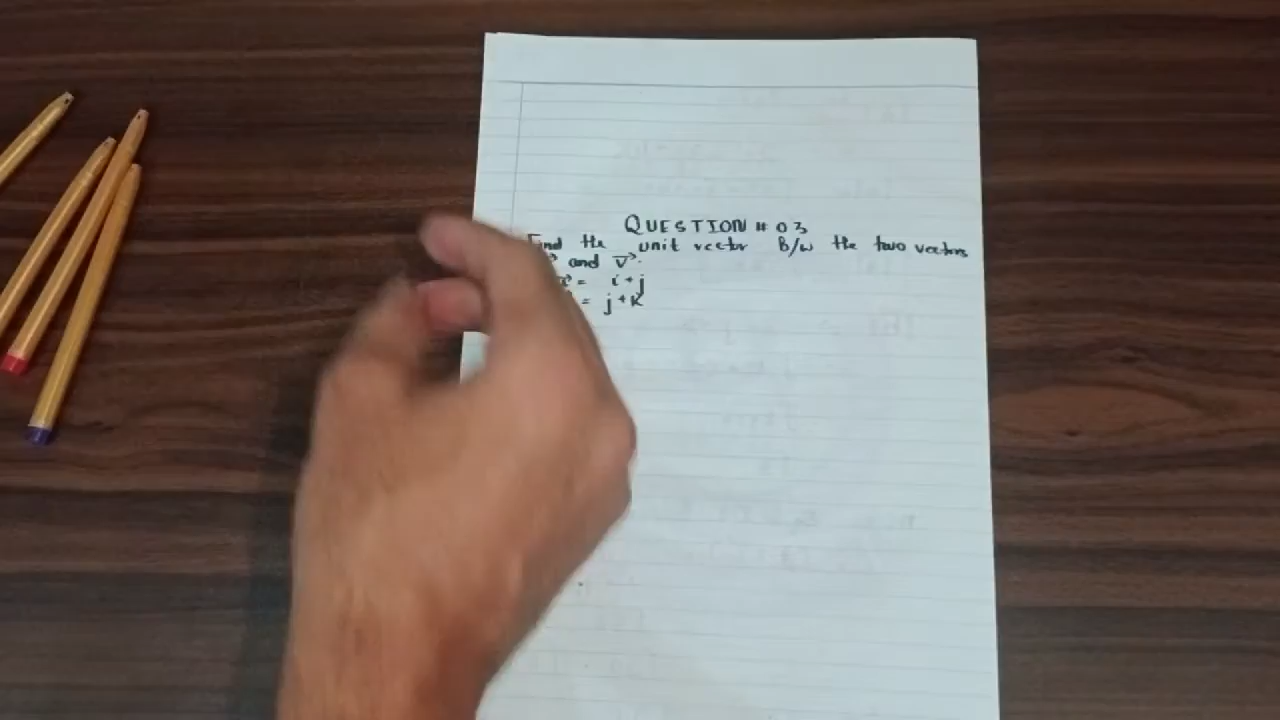 QUESTION # 03
Find the unit vector B/w the two vectors
and v⃗.
= i + j
= j + k